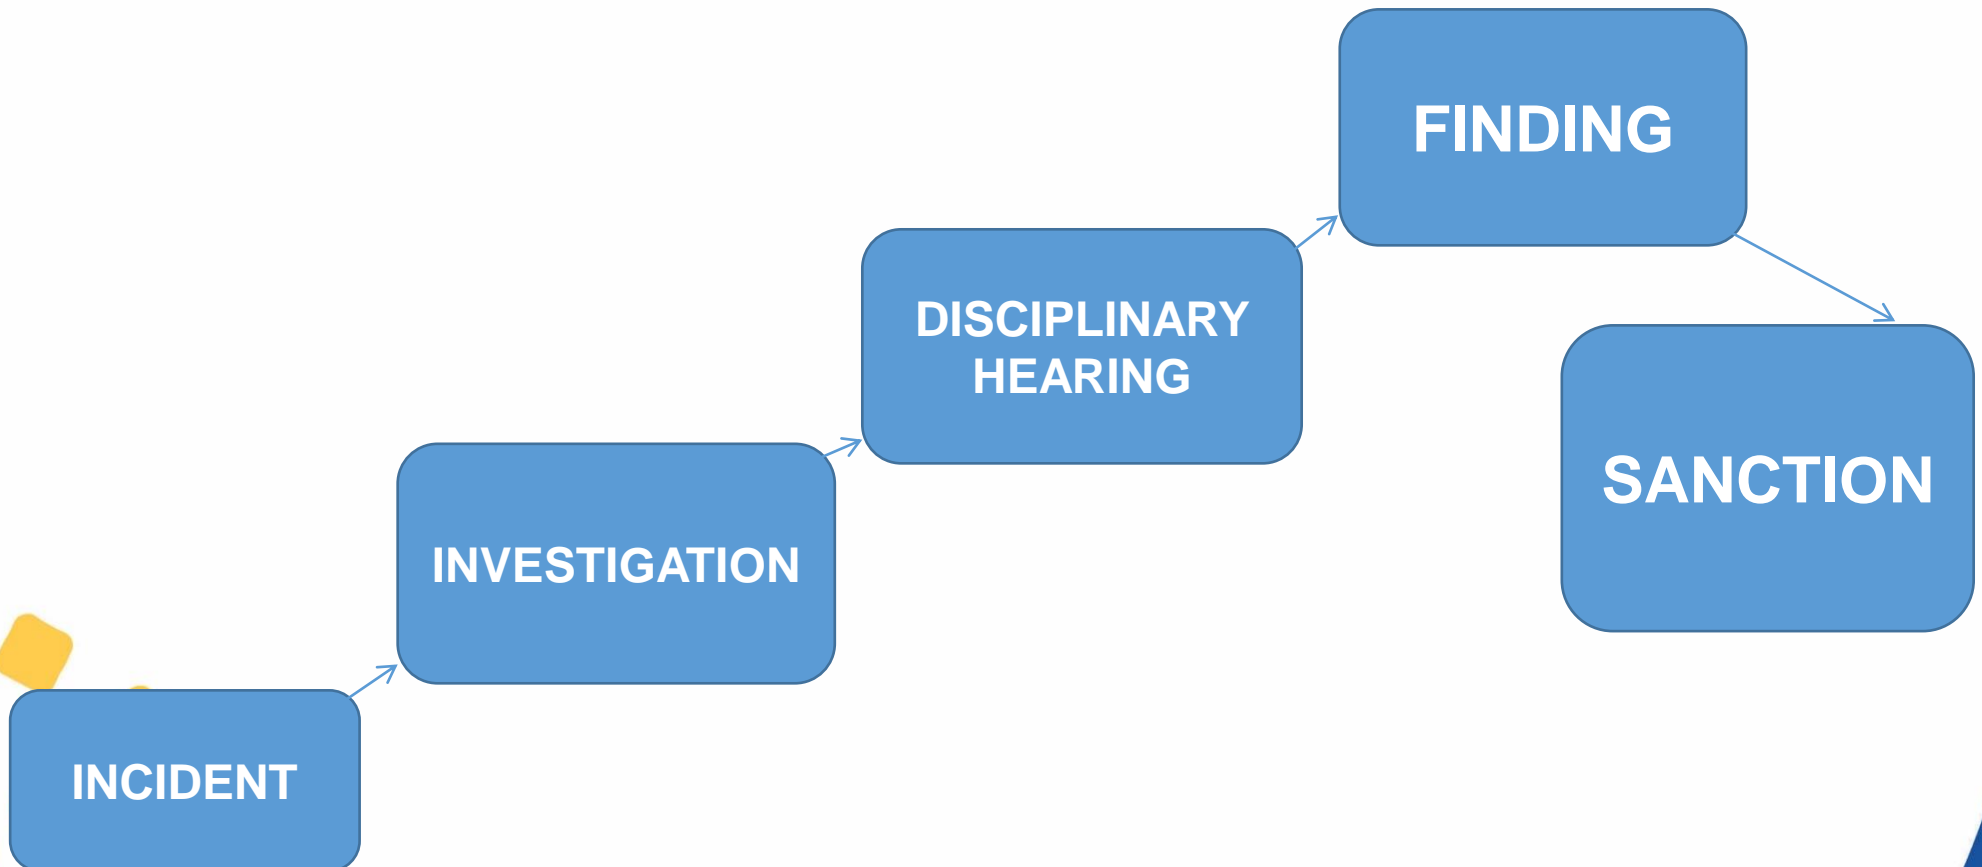 INCIDENT
INVESTIGATION
DISCIPLINARY
HEARING
FINDING
SANCTION